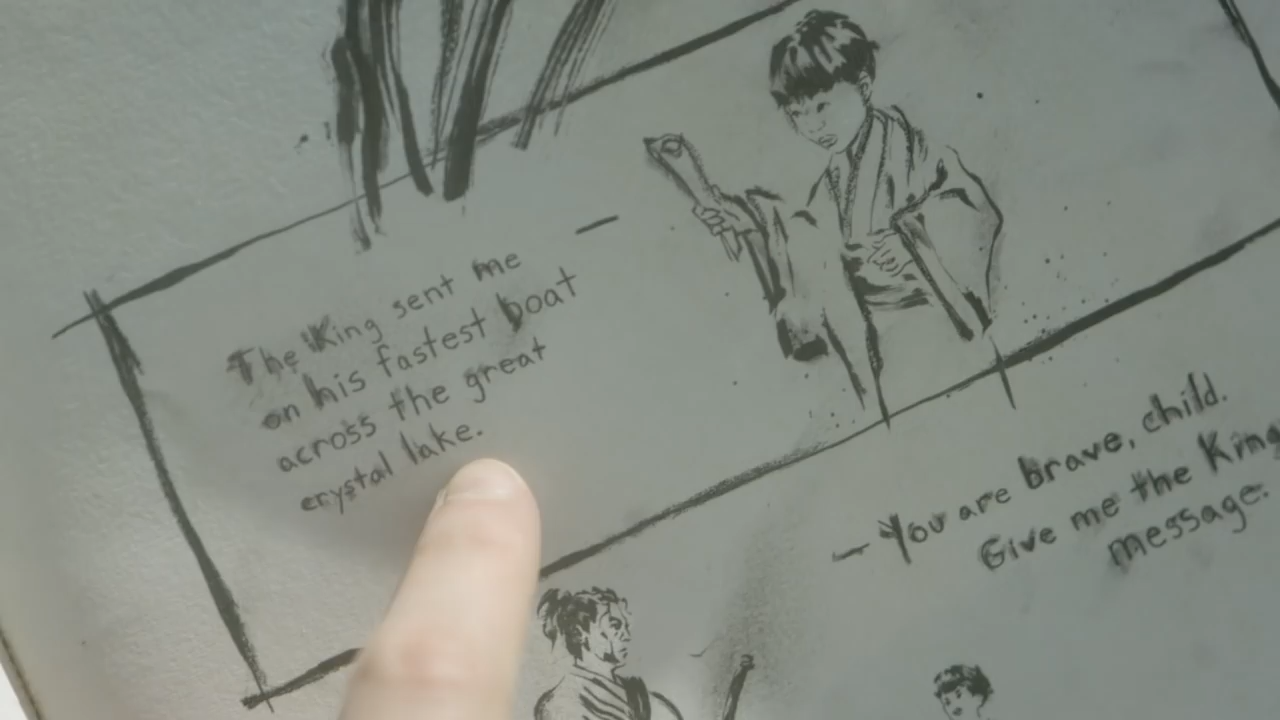 The King sent me
on his fastest boat
across the great
crystal lake.
— You are brave, child.
Give me the King
message.